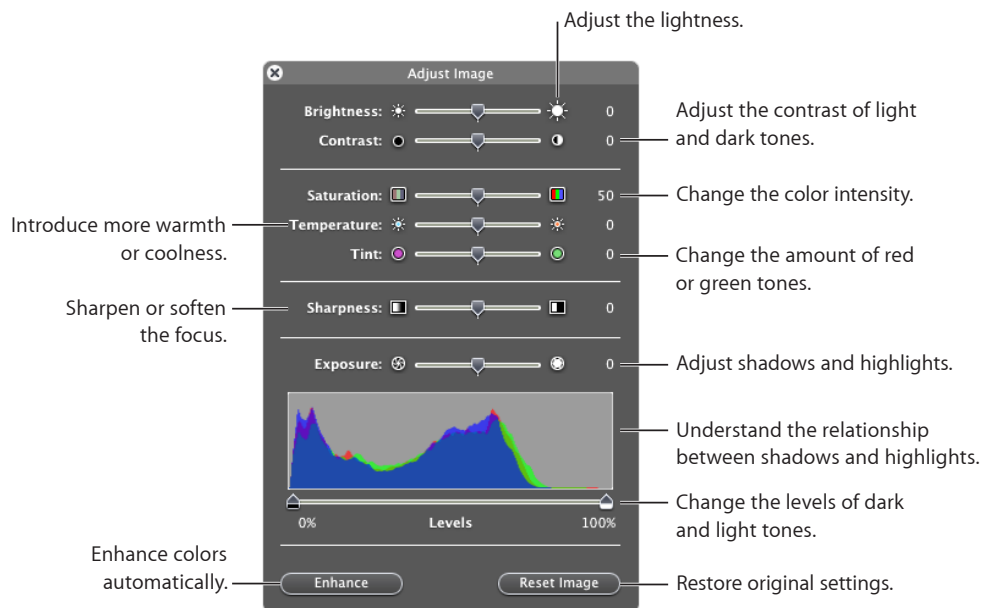 Adjust the lightness.
Adjust Image
Brightness: 0
Adjust the contrast of light
and dark tones.
Contrast: 0
Saturation: 50
Change the color intensity.
Introduce more warmth
or coolness.
Temperature: 0
Tint: 0
Change the amount of red
or green tones.
Sharpen or soften
the focus.
Sharpness: 0
Exposure: 0
Adjust shadows and highlights.
Understand the relationship
between shadows and highlights.
Change the levels of dark
and light tones.
0% Levels 100%
Enhance colors
automatically.
Enhance
Reset Image
Restore original settings.